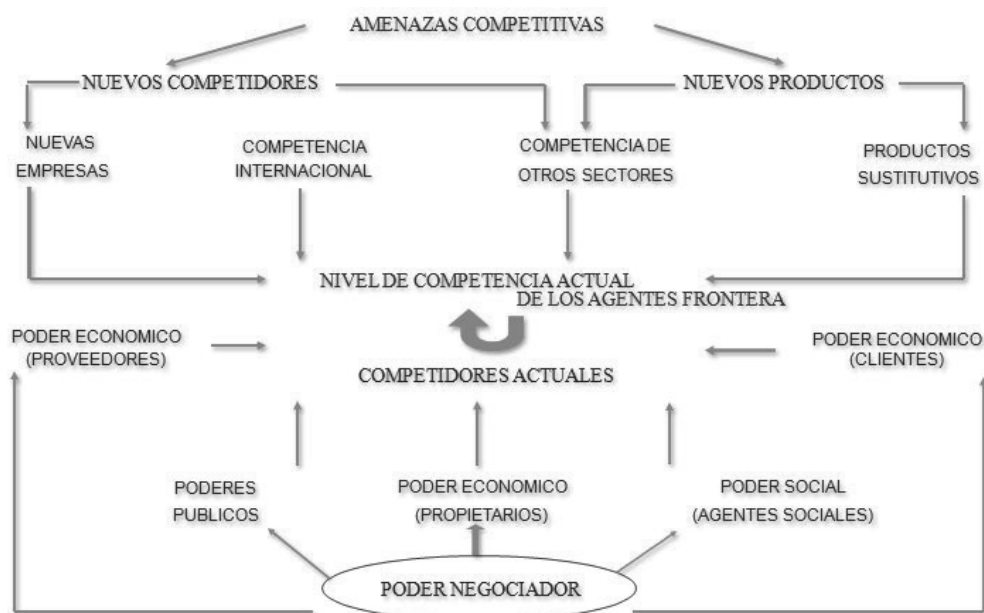 AMENAZAS COMPETITIVAS
NUEVOS COMPETIDORES
NUEVOS PRODUCTOS
NUEVAS
EMPRESAS
COMPETENCIA
INTERNACIONAL
COMPETENCIA DE
OTROS SECTORES
PRODUCTOS
SUSTITUTIVOS
NIVEL DE COMPETENCIA ACTUAL
DE LOS AGENTES FRONTERA
PODER ECONOMICO
(PROVEEDORES)
PODER ECONOMICO
(CLIENTES)
COMPETIDORES ACTUALES
PODERES
PUBLICOS
PODER ECONOMICO
(PROPIETARIOS)
PODER SOCIAL
(AGENTES SOCIALES)
PODER NEGOCIADOR